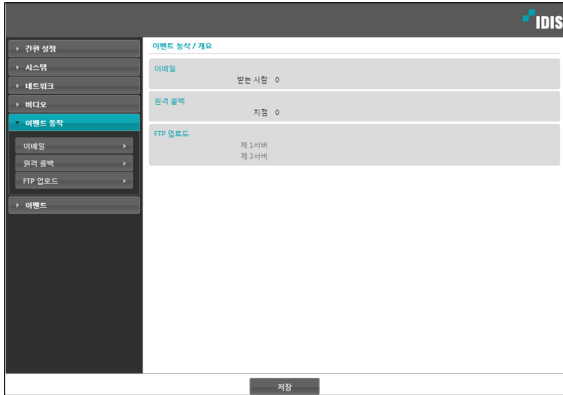 IDIS
간편 설정
시스템
네트워크
비디오
이벤트 동작
이메일
원격 콜백
FTP 업로드
이벤트
이벤트 동작 / 개요
이메일
받는 사람 0
원격 콜백
지점 0
FTP 업로드
제 1서버
제 2서버
저장